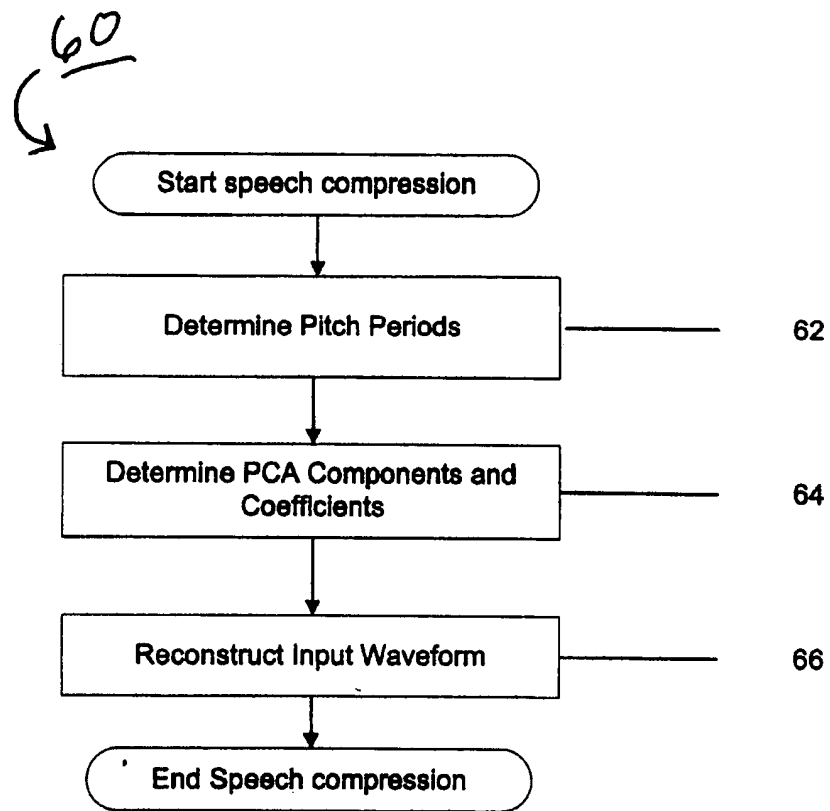 60
Start speech compression
Determine Pitch Periods
62
Determine PCA Components and
Coefficients
64
Reconstruct Input Waveform
66
End Speech compression